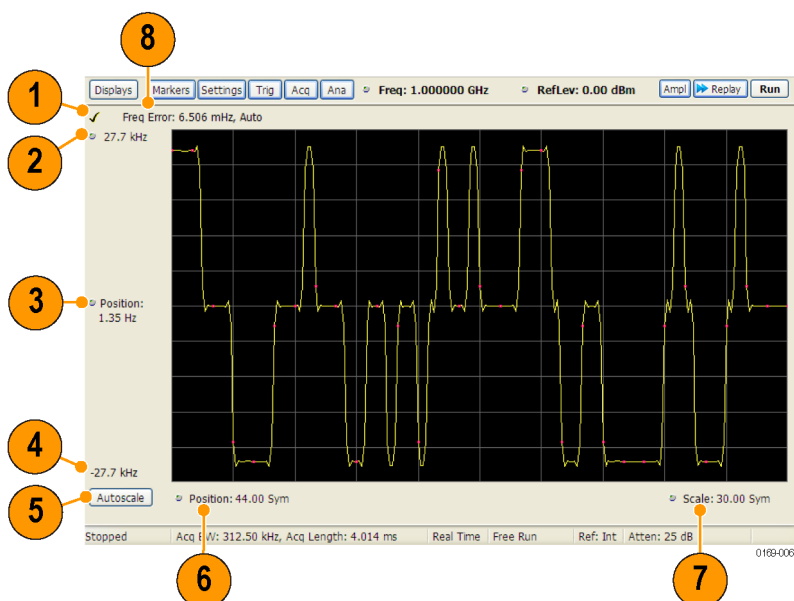 8
Displays Markers Settings Trig Acq Ana Freq: 1.000000 GHz RefLev: 0.00 dBm Ampl Replay Run
1
Freq Error: 6.506 mHz, Auto
2
27.7 kHz
3
Position:
1.35 Hz
4
-27.7 kHz
5
Autoscale Position: 44.00 Sym Scale: 30.00 Sym
Stopped Acq BW: 312.50 kHz, Acq Length: 4.014 ms Real Time Free Run Ref: Int Atten: 25 dB
0169-006
6 7